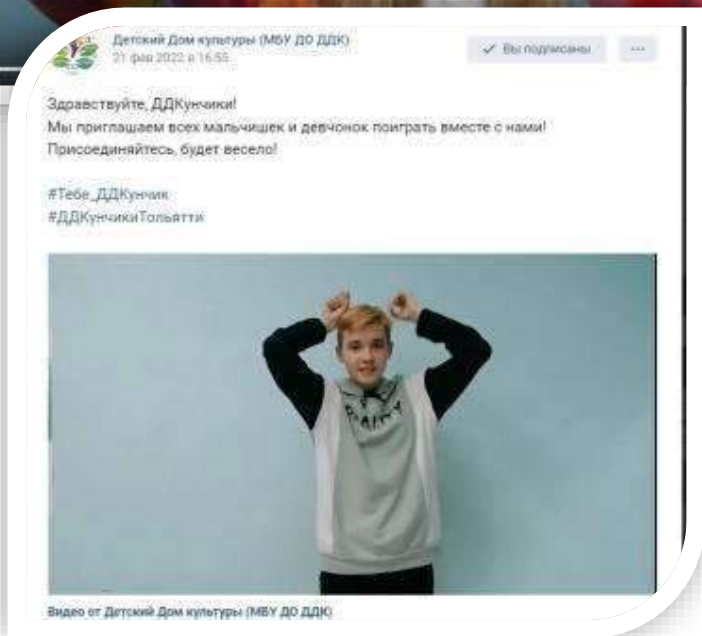 Детский Дом культуры (МБУ ДО ДДК)
21 фев 2022 в 16:55
Вы подписаны
Здравствуйте, ДДКунчики!
Мы приглашаем всех мальчишек и девчонок поиграть вместе с нами!
Присоединяйтесь, будет весело!
#Тебе_ДДКунчик
#ДДКунчикиТольятти
Видео от Детский Дом культуры (МБУ ДО ДДК)